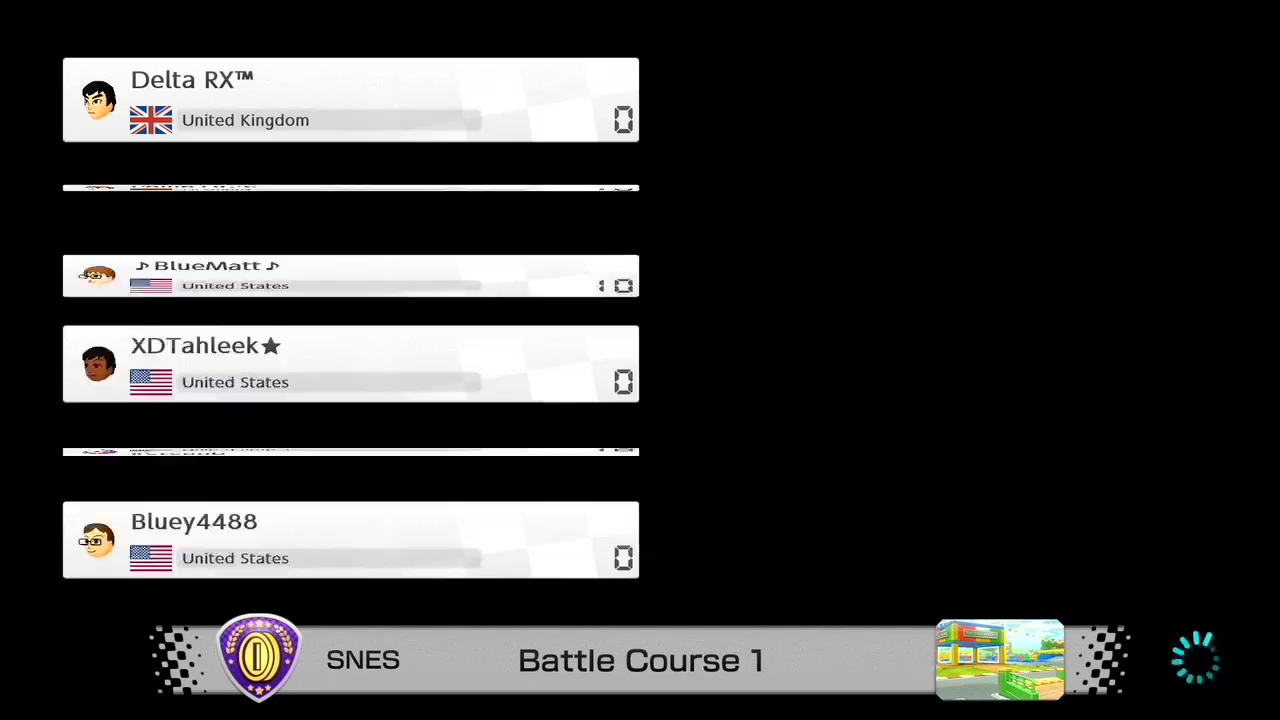 Delta RX™
United Kingdom 0
♪ BlueMatt ♪
United States 10
XDTahleek★
United States 0
Bluey4488
United States 0
SNES Battle Course 1